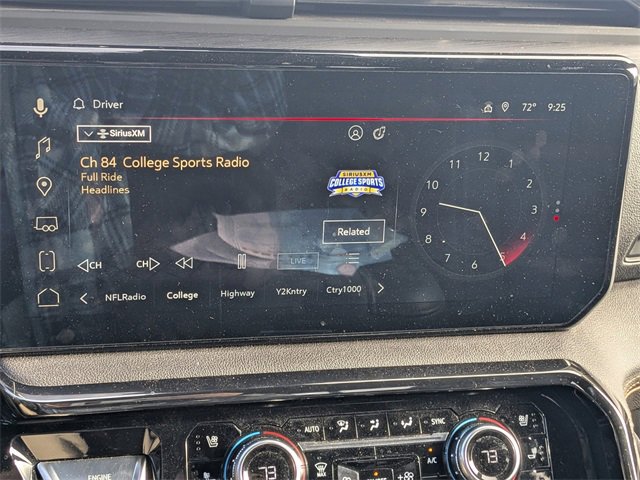 Driver
72° 9:25
SiriusXM
Ch 84 College Sports Radio
Full Ride
Headlines
SIRIUSXM
COLLEGE SPORTS
RADIO
Related
12
11 1
10 2
9 3
8 4
7 5
6
CH CH LIVE
NFLRadio College Highway Y2Kntry Ctry1000
AUTO SYNC
A/C
MAX
73 73
ENGINE